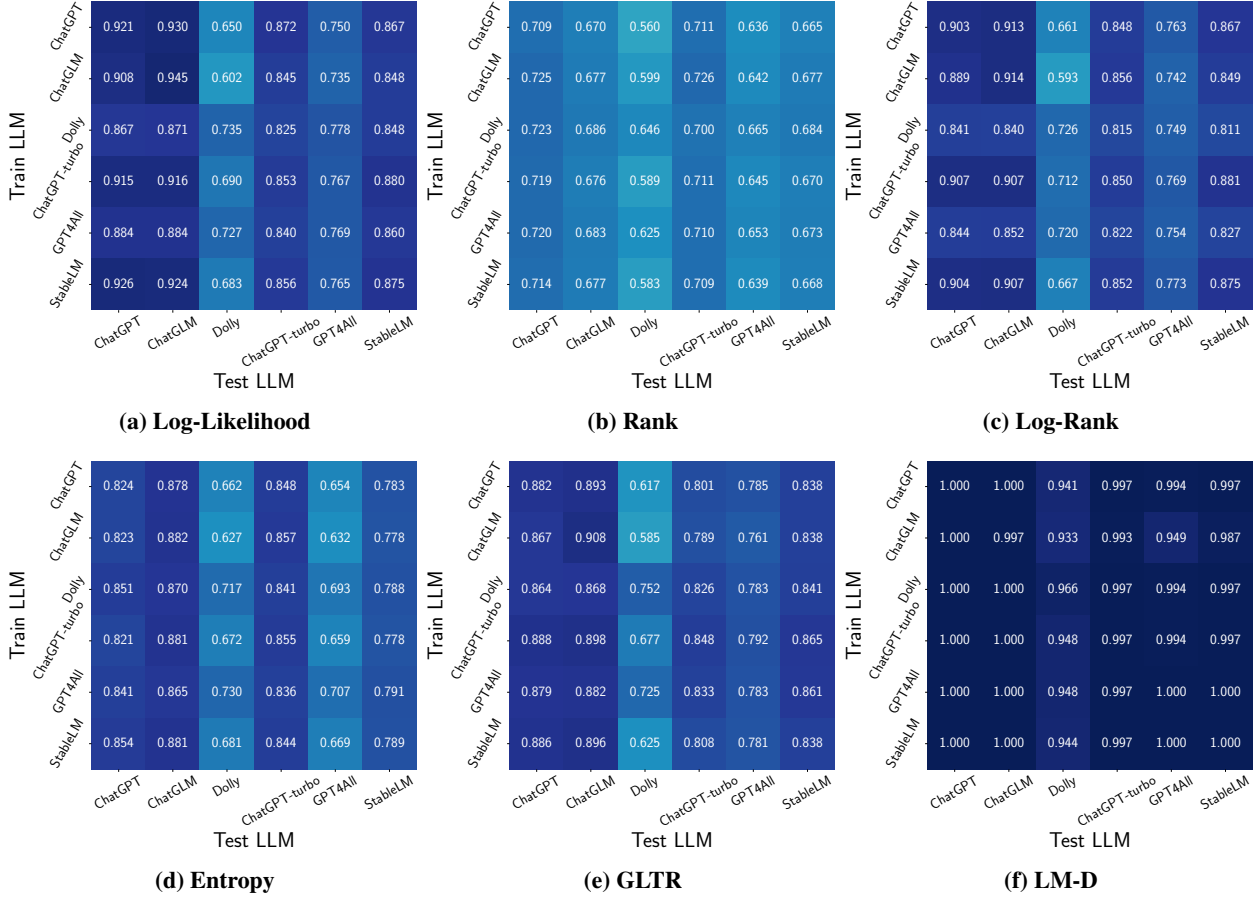 Train LLM
ChatGPT 0.921 0.930 0.650 0.872 0.750 0.867
ChatGLM 0.908 0.945 0.602 0.845 0.735 0.848
Dolly 0.867 0.871 0.735 0.825 0.778 0.848
ChatGPT-turbo 0.915 0.916 0.690 0.853 0.767 0.880
GPT4All 0.884 0.884 0.727 0.840 0.769 0.860
StableLM 0.926 0.924 0.683 0.856 0.765 0.875
ChatGPT ChatGLM Dolly ChatGPT-turbo GPT4All StableLM
Test LLM
(a) Log-Likelihood
Train LLM
ChatGPT 0.709 0.670 0.560 0.711 0.636 0.665
ChatGLM 0.725 0.677 0.599 0.726 0.642 0.677
Dolly 0.723 0.686 0.646 0.700 0.665 0.684
ChatGPT-turbo 0.719 0.676 0.589 0.711 0.645 0.670
GPT4All 0.720 0.683 0.625 0.710 0.653 0.673
StableLM 0.714 0.677 0.583 0.709 0.639 0.668
ChatGPT ChatGLM Dolly ChatGPT-turbo GPT4All StableLM
Test LLM
(b) Rank
Train LLM
ChatGPT 0.903 0.913 0.661 0.848 0.763 0.867
ChatGLM 0.889 0.914 0.593 0.856 0.742 0.849
Dolly 0.841 0.840 0.726 0.815 0.749 0.811
ChatGPT-turbo 0.907 0.907 0.712 0.850 0.769 0.881
GPT4All 0.844 0.852 0.720 0.822 0.754 0.827
StableLM 0.904 0.907 0.667 0.852 0.773 0.875
ChatGPT ChatGLM Dolly ChatGPT-turbo GPT4All StableLM
Test LLM
(c) Log-Rank
Train LLM
ChatGPT 0.824 0.878 0.662 0.848 0.654 0.783
ChatGLM 0.823 0.882 0.627 0.857 0.632 0.778
Dolly 0.851 0.870 0.717 0.841 0.693 0.788
ChatGPT-turbo 0.821 0.881 0.672 0.855 0.659 0.778
GPT4All 0.841 0.865 0.730 0.836 0.707 0.791
StableLM 0.854 0.881 0.681 0.844 0.669 0.789
ChatGPT ChatGLM Dolly ChatGPT-turbo GPT4All StableLM
Test LLM
(d) Entropy
Train LLM
ChatGPT 0.882 0.893 0.617 0.801 0.785 0.838
ChatGLM 0.867 0.908 0.585 0.789 0.761 0.838
Dolly 0.864 0.868 0.752 0.826 0.783 0.841
ChatGPT-turbo 0.888 0.898 0.677 0.848 0.792 0.865
GPT4All 0.879 0.882 0.725 0.833 0.783 0.861
StableLM 0.886 0.896 0.625 0.808 0.781 0.838
ChatGPT ChatGLM Dolly ChatGPT-turbo GPT4All StableLM
Test LLM
(e) GLTR
Train LLM
ChatGPT 1.000 1.000 0.941 0.997 0.994 0.997
ChatGLM 1.000 0.997 0.933 0.993 0.949 0.987
Dolly 1.000 1.000 0.966 0.997 0.994 0.997
ChatGPT-turbo 1.000 1.000 0.948 0.997 0.994 0.997
GPT4All 1.000 1.000 0.948 0.997 1.000 1.000
StableLM 1.000 1.000 0.944 0.997 1.000 1.000
ChatGPT ChatGLM Dolly ChatGPT-turbo GPT4All StableLM
Test LLM
(f) LM-D